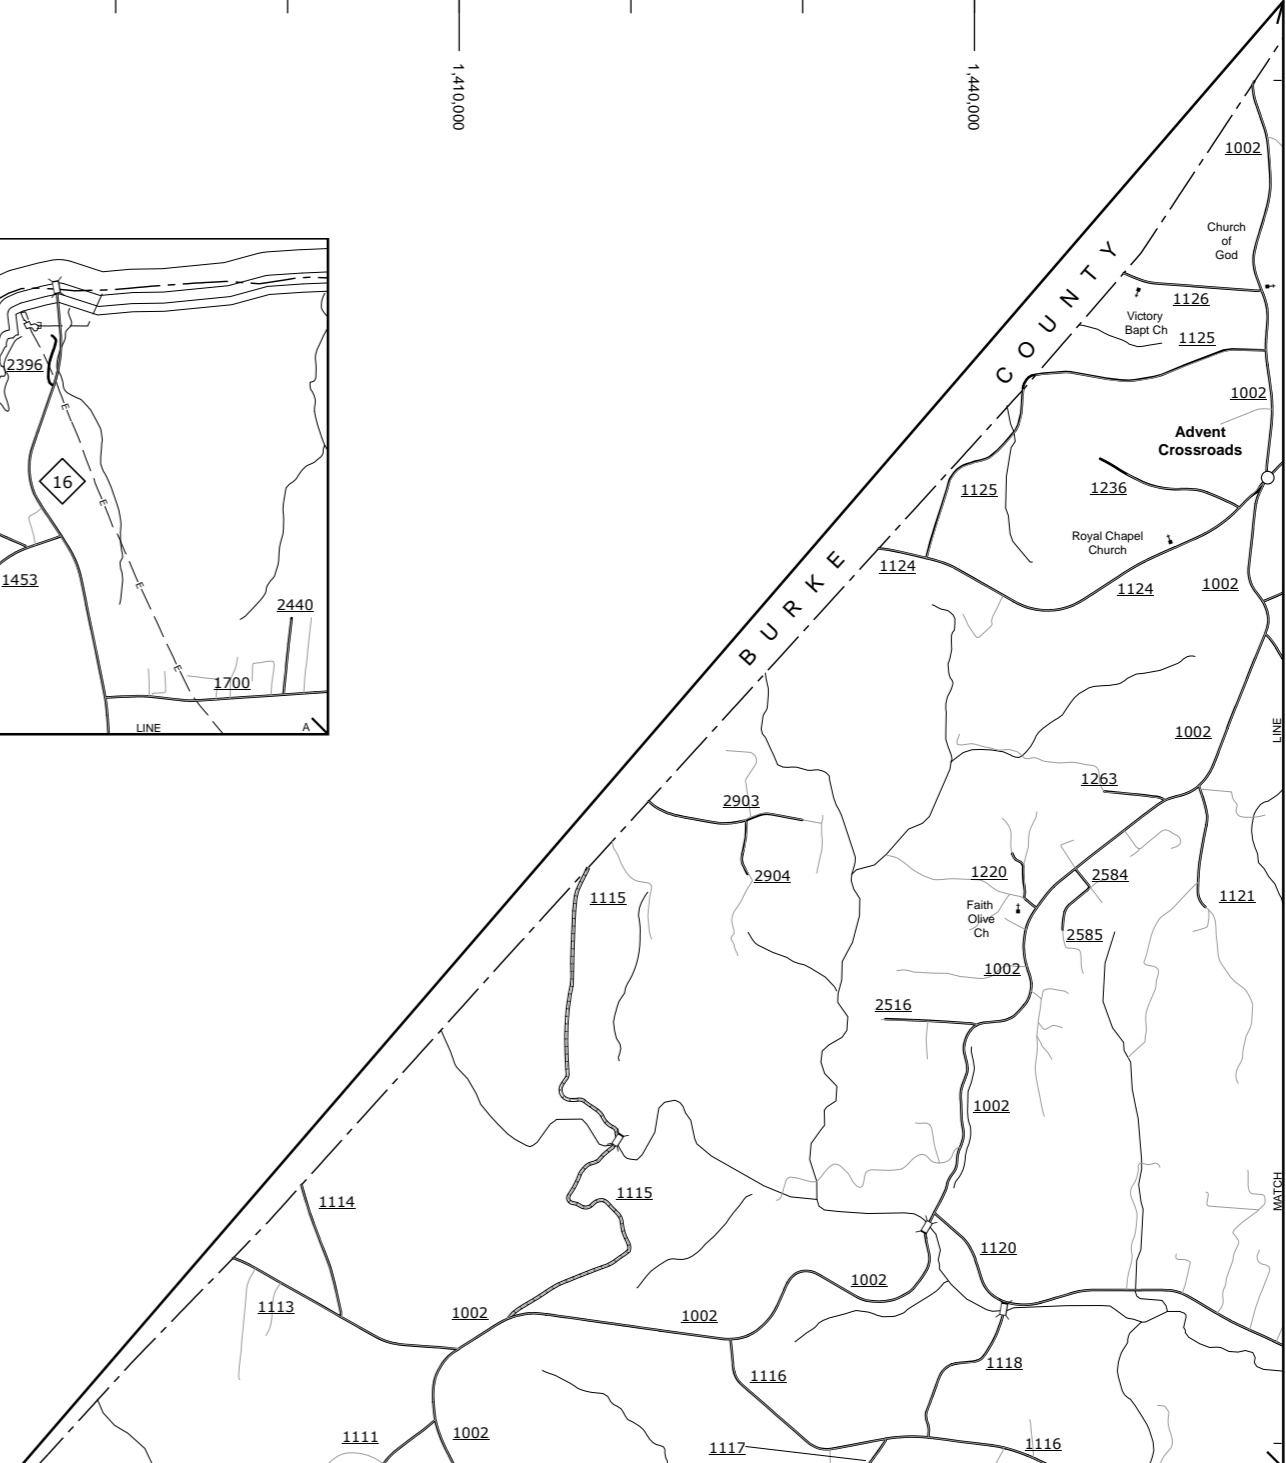 1,410,000
1,440,000
1002
Church
of
God
BURKE COUNTY
1126
Victory
Bapt Ch
1125
2396
1002
Advent
Crossroads
16
1125
1236
Royal Chapel
Church
1453
1124
1124
1002
2440
E
E
E
E
1700
LINE
A
1002
LINE
1263
2903
2904
1220
2584
1115
Faith
Olive
Ch
1121
2585
1002
2516
1002
1115
MATCH
1114
1120
1002
1113
1002
1002
1118
1116
1111
1002
1117
1116